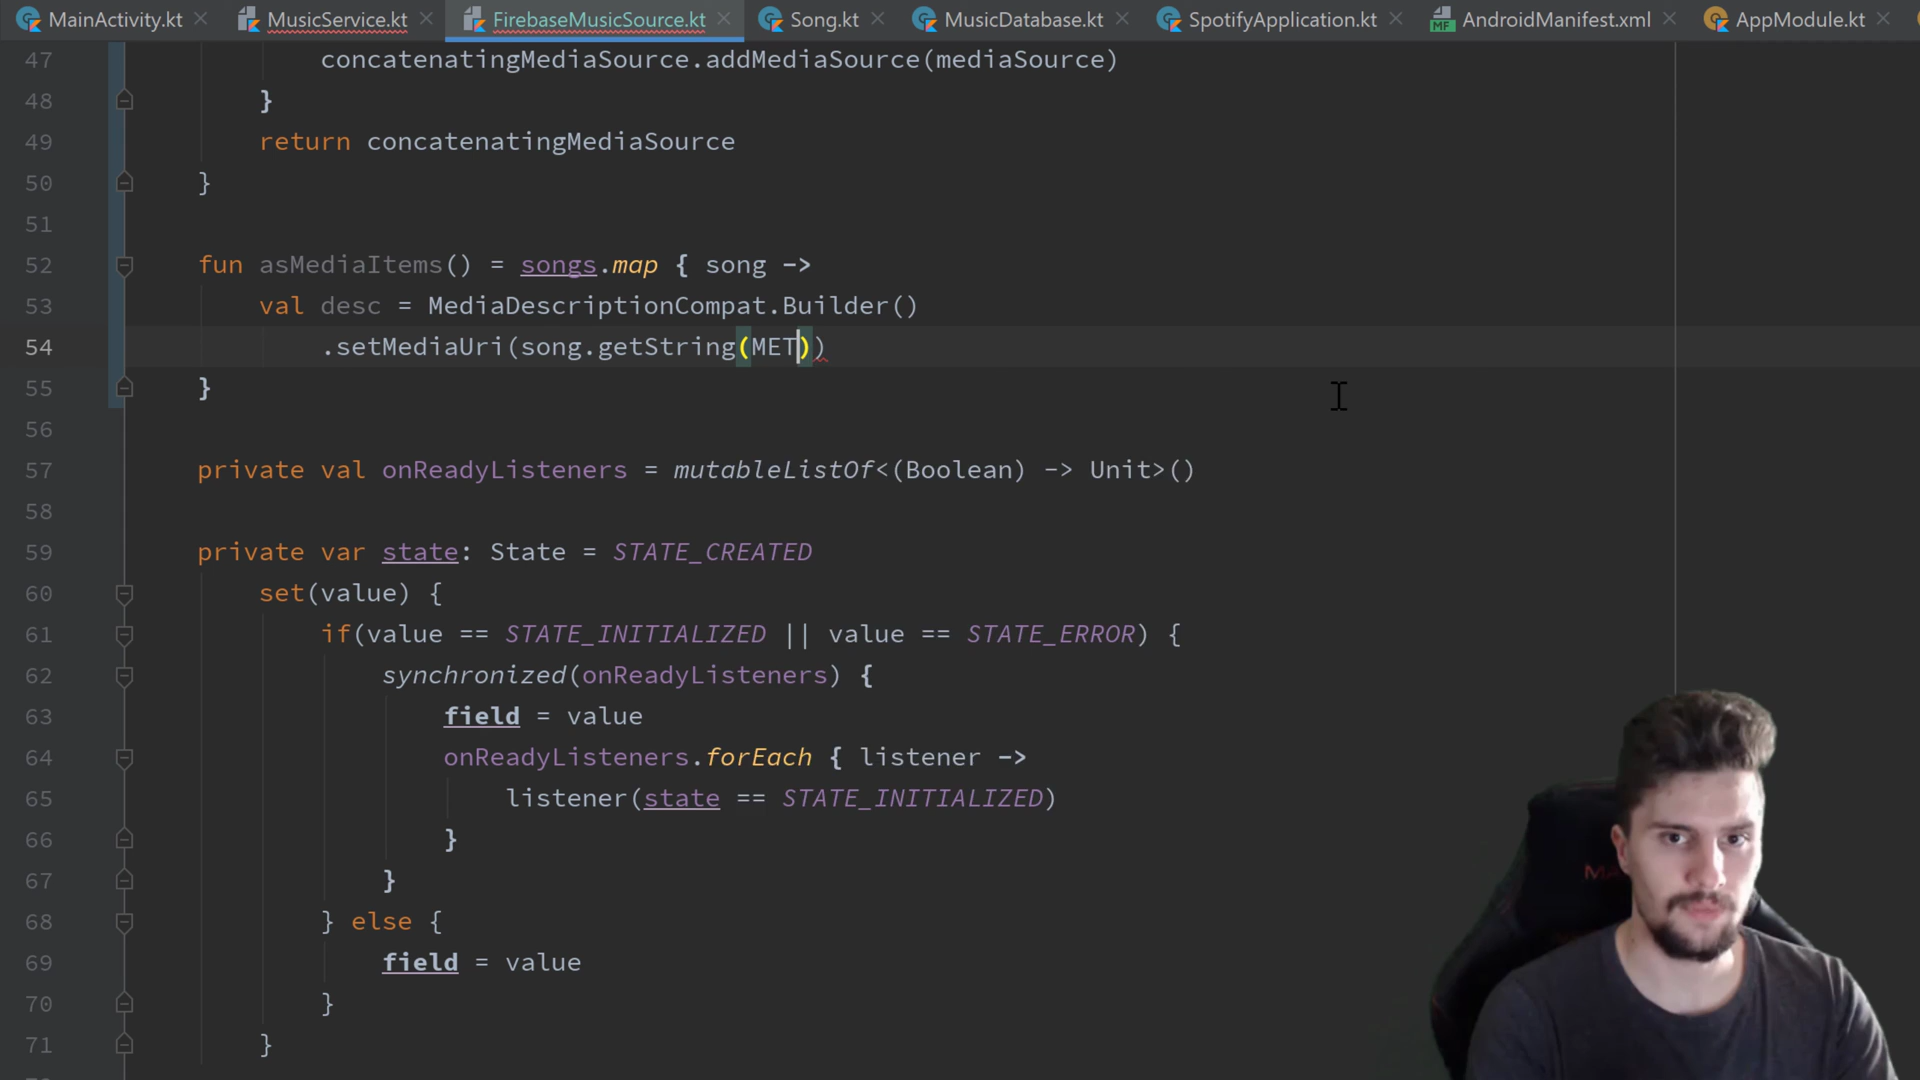 MainActivity.kt MusicService.kt FirebaseMusicSource.kt Song.kt MusicDatabase.kt SpotifyApplication.kt AndroidManifest.xml AppModule.kt
47 concatenatingMediaSource.addMediaSource(mediaSource)
48 }
49 return concatenatingMediaSource
50 }
51
52 fun asMediaItems() = songs.map { song ->
53 val desc = MediaDescriptionCompat.Builder()
54 .setMediaUri(song.getString(MET))
55 }
56
57 private val onReadyListeners = mutableListOf<(Boolean) -> Unit>()
58
59 private var state: State = STATE_CREATED
60 set(value) {
61 if(value == STATE_INITIALIZED || value == STATE_ERROR) {
62 synchronized(onReadyListeners) {
63 field = value
64 onReadyListeners.forEach { listener ->
65 listener(state == STATE_INITIALIZED)
66 }
67 }
68 } else {
69 field = value
70 }
71 }